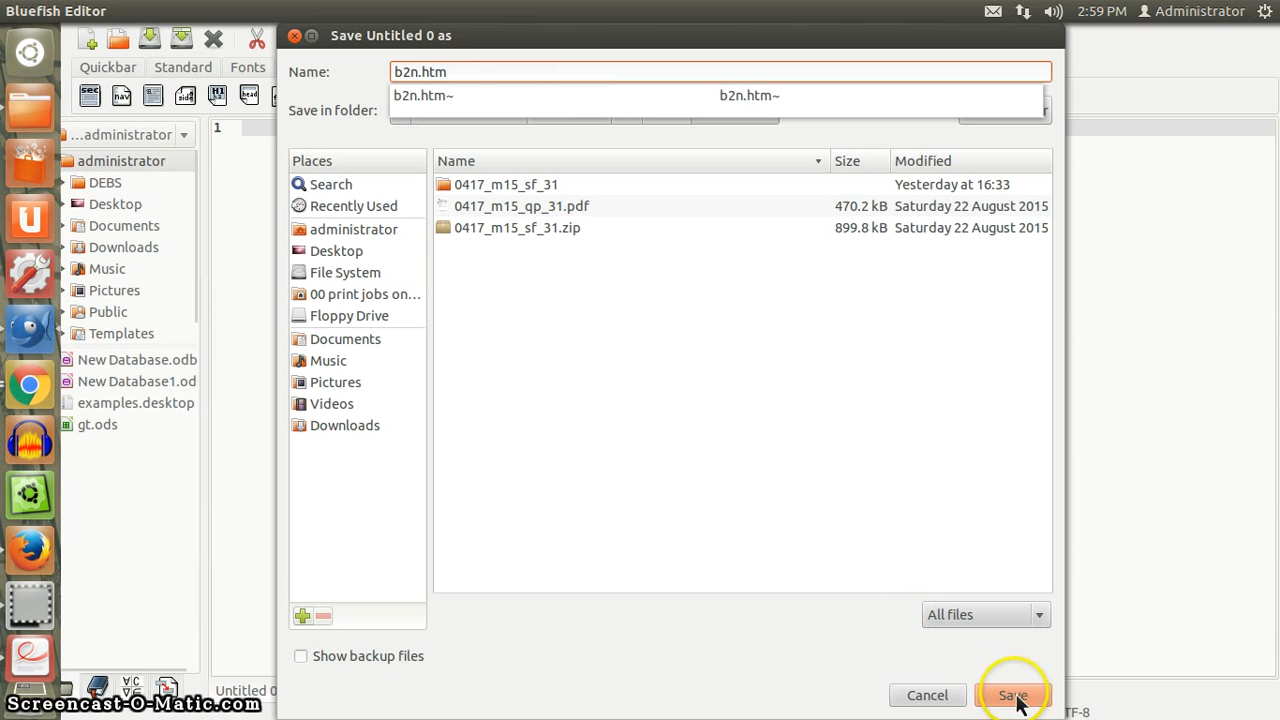 Bluefish Editor
2:59 PM Administrator
Save Untitled 0 as
Name: b2n.htm
b2n.htm~ b2n.htm~
Save in folder:
Quickbar Standard Fonts
...administrator
1
administrator
DEBS
Desktop
Documents
Downloads
Music
Pictures
Public
Templates
New Database.odb
New Database1.od
examples.desktop
gt.ods
Places
Search
Recently Used
administrator
Desktop
File System
00 print jobs on...
Floppy Drive
Documents
Music
Pictures
Videos
Downloads
Name Size Modified
0417_m15_sf_31 Yesterday at 16:33
0417_m15_qp_31.pdf 470.2 kB Saturday 22 August 2015
0417_m15_sf_31.zip 899.8 kB Saturday 22 August 2015
All files
Show backup files
Cancel Save
Untitled 0
TF-8
Screencast-O-Matic.com